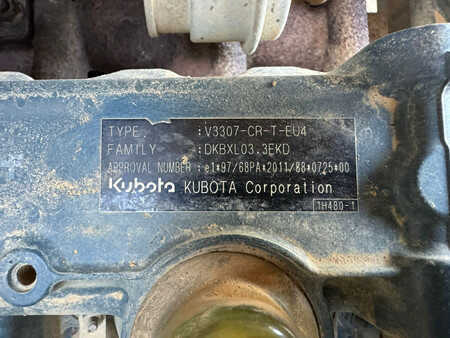 TYPE :V3307-CR-T-EU4
FAMILY :DKBXL03.3EKD
APPROVAL NUMBER :e1*97/68PA*2011/88*0725*00
Kubota KUBOTA Corporation
1H480-1